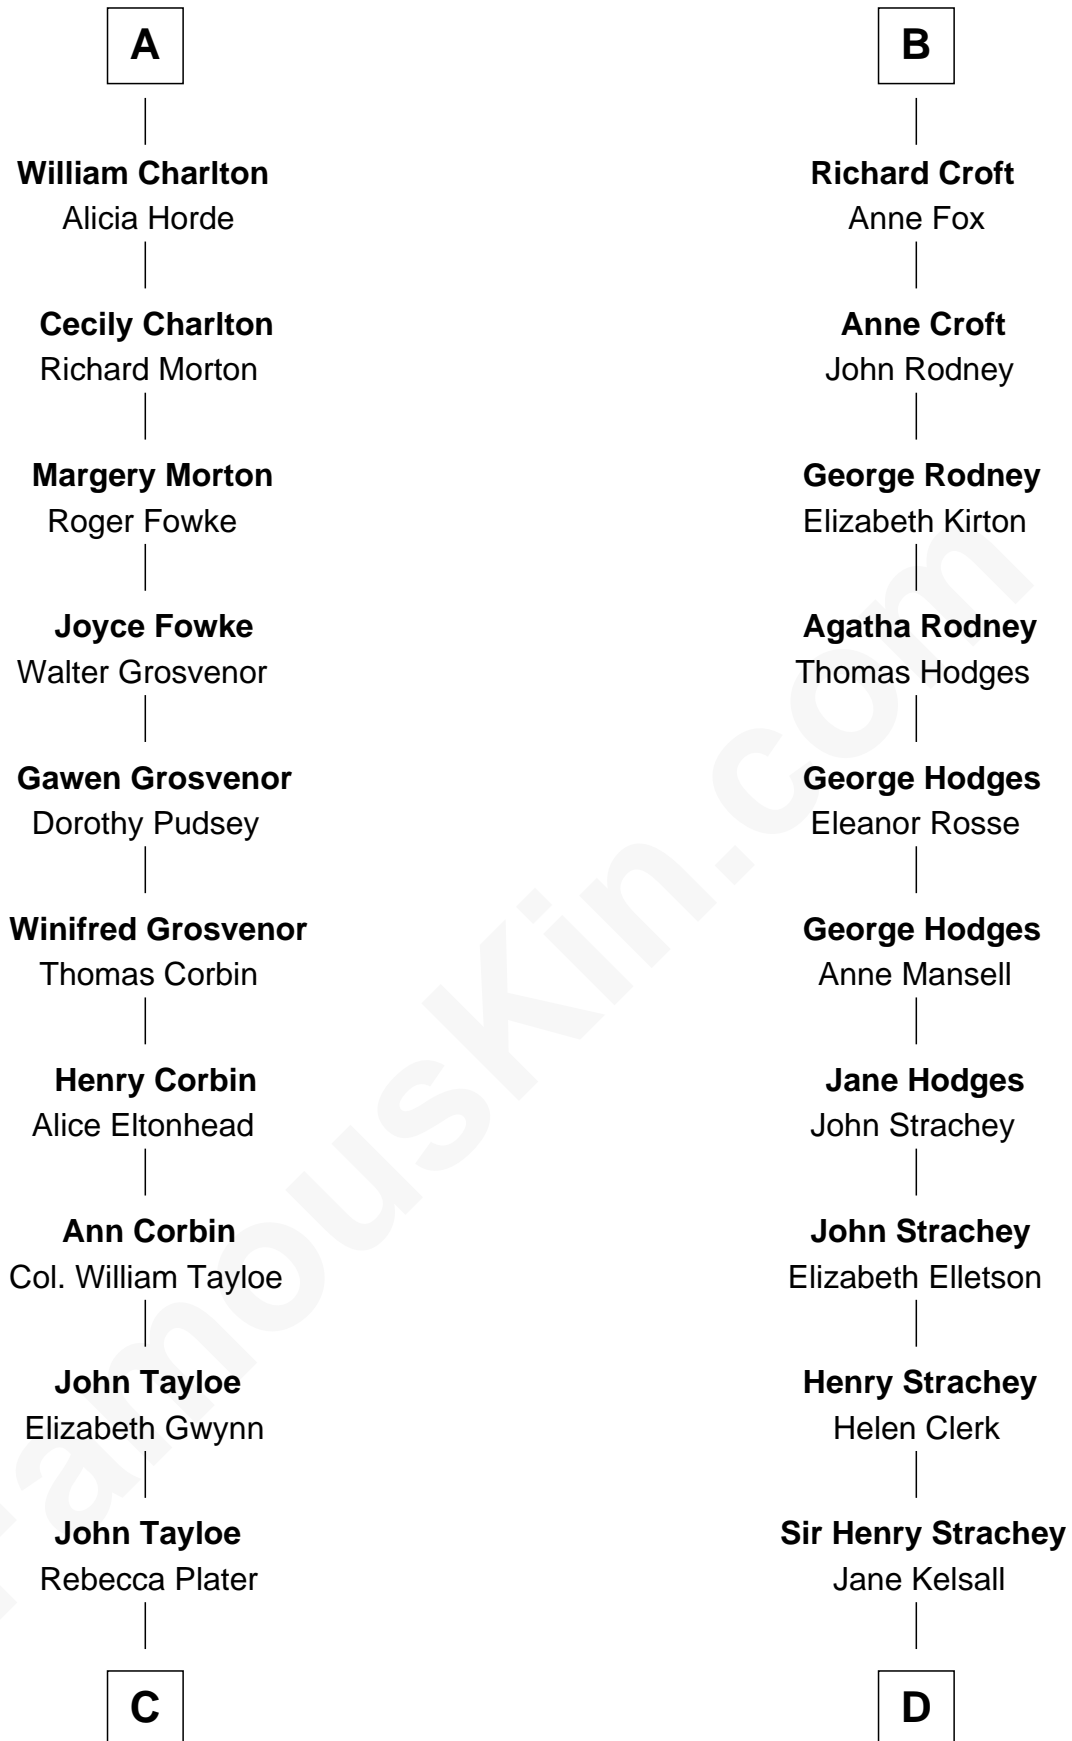 A
William Charlton
Alicia Horde
Cecily Charlton
Richard Morton
Margery Morton
Roger Fowke
Joyce Fowke
Walter Grosvenor
Gawen Grosvenor
Dorothy Pudsey
Winifred Grosvenor
Thomas Corbin
Henry Corbin
Alice Eltonhead
Ann Corbin
Col. William Tayloe
John Tayloe
Elizabeth Gwynn
John Tayloe
Rebecca Plater
C
B
Richard Croft
Anne Fox
Anne Croft
John Rodney
George Rodney
Elizabeth Kirton
Agatha Rodney
Thomas Hodges
George Hodges
Eleanor Rosse
George Hodges
Anne Mansell
Jane Hodges
John Strachey
John Strachey
Elizabeth Elletson
Henry Strachey
Helen Clerk
Sir Henry Strachey
Jane Kelsall
D
FamousKin.com